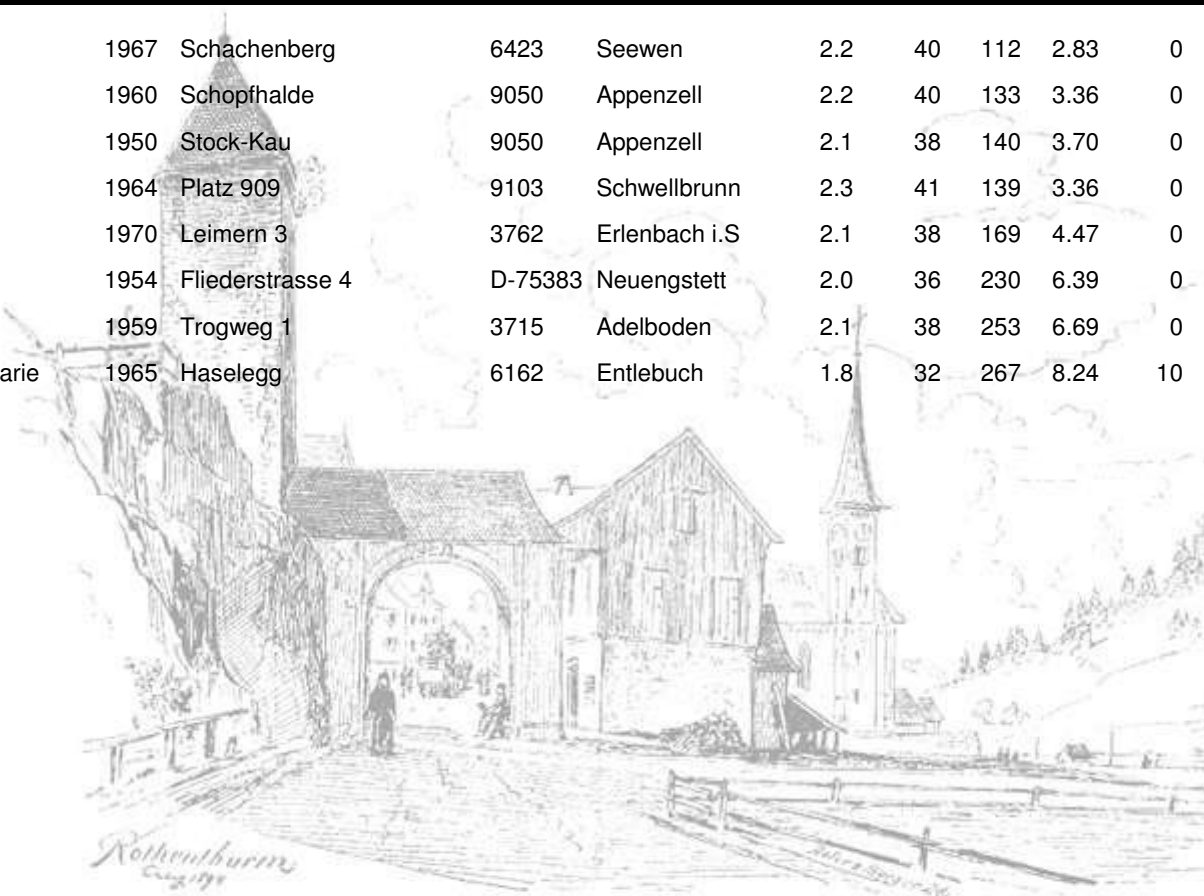 1967 Schachenberg 6423 Seewen 2.2 40 112 2.83 0
1960 Schopfhalde 9050 Appenzell 2.2 40 133 3.36 0
1950 Stock-Kau 9050 Appenzell 2.1 38 140 3.70 0
1964 Platz 909 9103 Schwellbrunn 2.3 41 139 3.36 0
1970 Leimern 3 3762 Erlenbach i.S 2.1 38 169 4.47 0
1954 Fliederstrasse 4 D-75383 Neuengstett 2.0 36 230 6.39 0
1959 Trogweg 1 3715 Adelboden 2.1 38 253 6.69 0
arie 1965 Haselegg 6162 Entlebuch 1.8 32 267 8.24 10
Rothenthurm